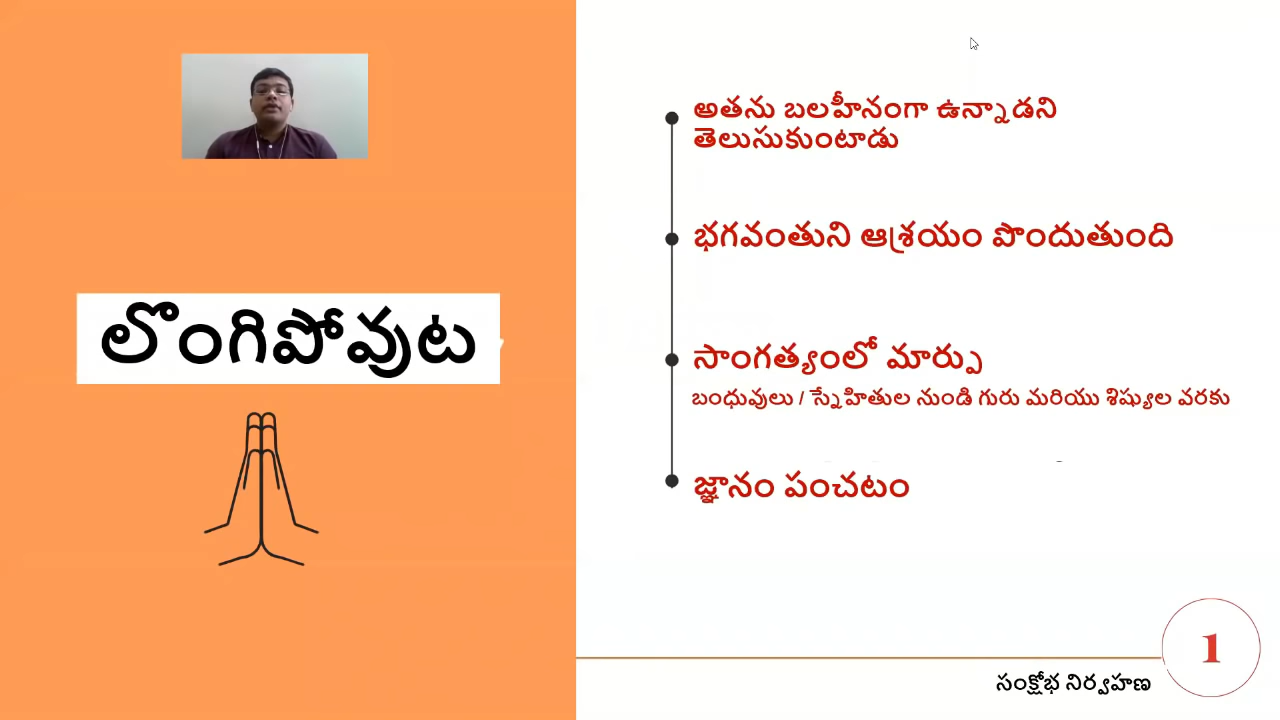 లొంగిపోవుట
అతను బలహీనంగా ఉన్నాడని
తెలుసుకుంటాడు
భగవంతుని ఆశ్రయం పొందుతుంది
సాంగత్యంలో మార్పు
బంధువులు / స్నేహితుల నుండి గురు మరియు శిష్యుల వరకు
జ్ఞానం పంచటం
1
సంక్షోభ నిర్వహణ